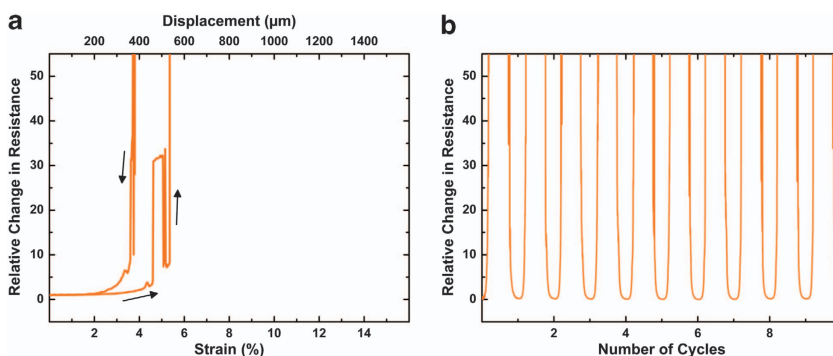 a
Displacement (µm)
200 400 600 800 1000 1200 1400
Relative Change in Resistance
50
40
30
20
10
0
2 4 6 8 10 12 14
Strain (%)
b
Relative Change in Resistance
50
40
30
20
10
0
2 4 6 8
Number of Cycles